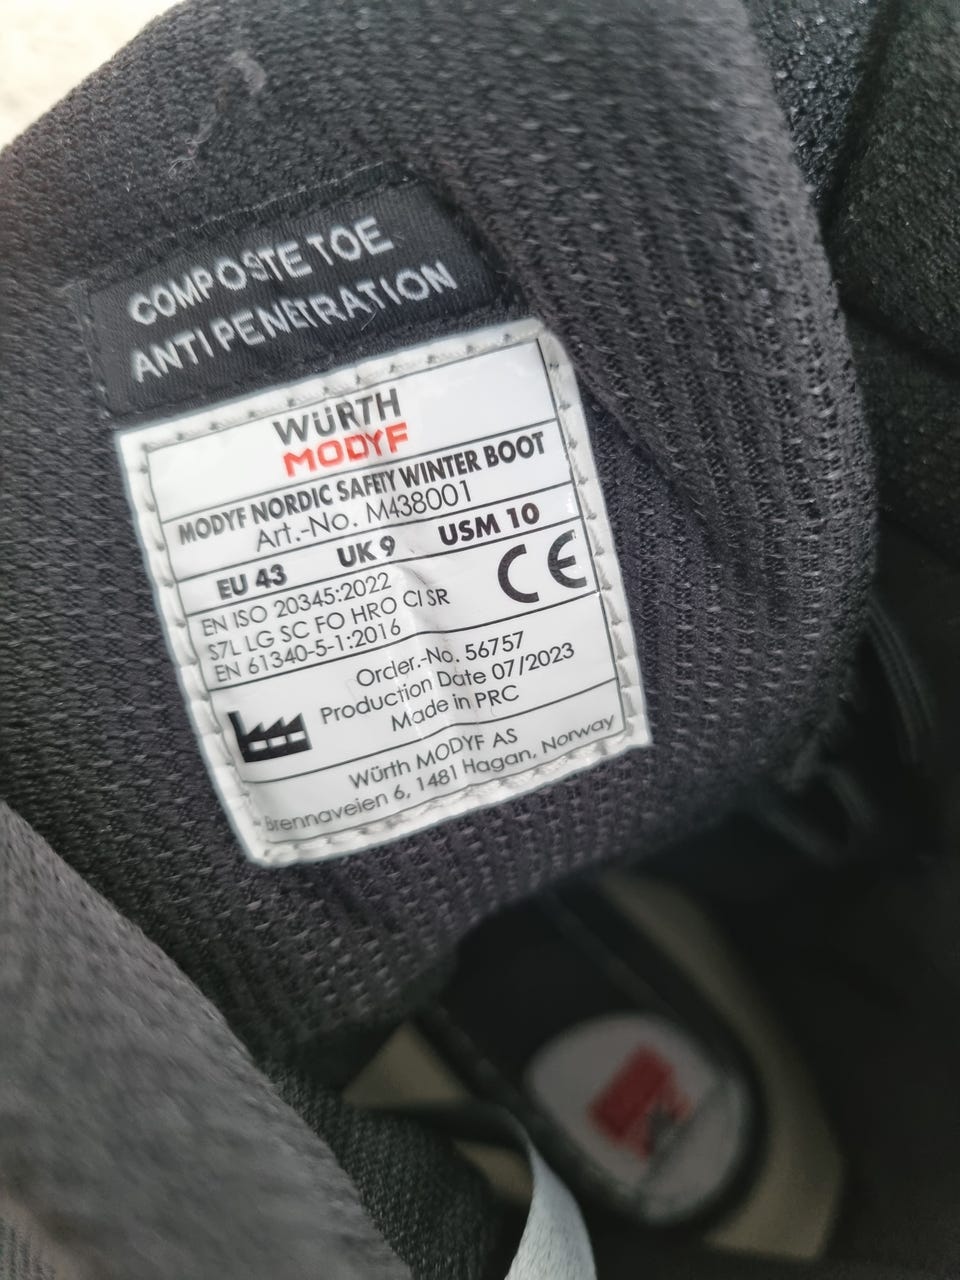 COMPOSTE TOE
ANTI PENETRATION
WÜRTH
MODYF
MODYF NORDIC SAFETY WINTER BOOT
Art.-No. M438001
EU 43 UK 9 USM 10
EN ISO 20345:2022
S7L LG SC FO HRO CI SR
EN 61340-5-1:2016
CE
Order.-No. 56757
Production Date 07/2023
Made in PRC
Würth MODYF AS
Brennaveien 6, 1481 Hagan, Norway